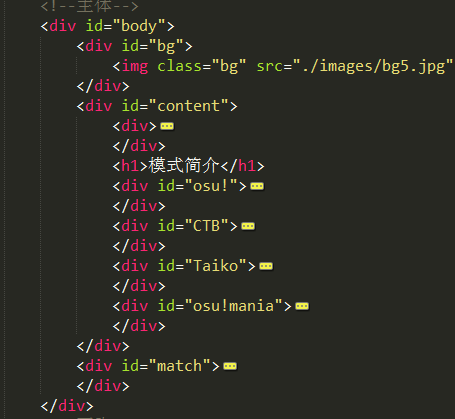 <!--主体-->
<div id="body">
<div id="bg">
<img class="bg" src="./images/bg5.jpg"
</div>
<div id="content">
<div>
</div>
<h1>模式简介</h1>
<div id="osu!">
</div>
<div id="CTB">
</div>
<div id="Taiko">
</div>
<div id="osu!mania">
</div>
</div>
<div id="match">
</div>
</div>